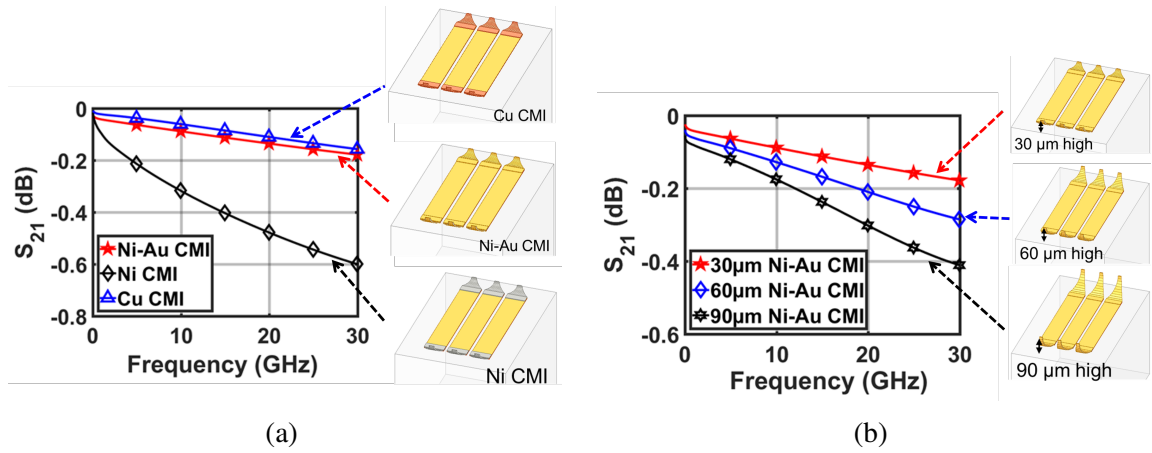 0
-0.2
-0.4
-0.6
-0.8
S21 (dB)
Ni-Au CMI
Ni CMI
Cu CMI
0 10 20 30
Frequency (GHz)
Cu CMI
Ni-Au CMI
Ni CMI
(a)
0
-0.2
-0.4
-0.6
S21 (dB)
30μm Ni-Au CMI
60μm Ni-Au CMI
90μm Ni-Au CMI
0 10 20 30
Frequency (GHz)
30 μm high
60 μm high
90 μm high
(b)